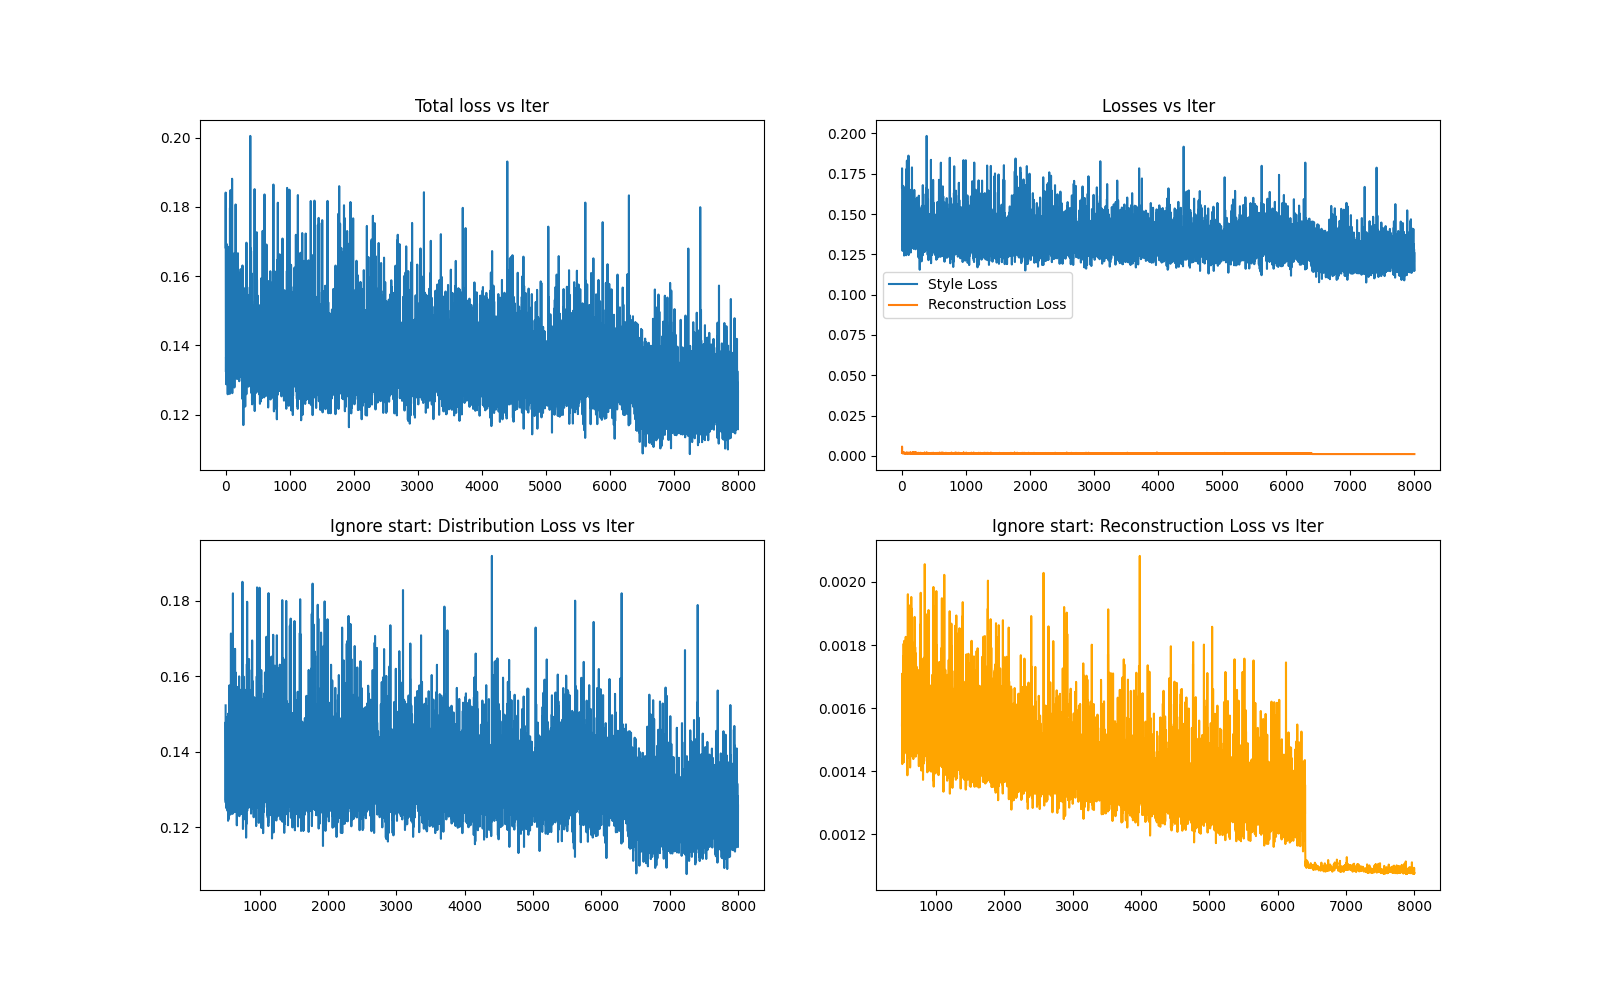 Total loss vs Iter
0.20
0.18
0.16
0.14
0.12
0 1000 2000 3000 4000 5000 6000 7000 8000
Losses vs Iter
0.200
0.175
0.150
0.125
0.100
0.075
0.050
0.025
0.000
Style Loss
Reconstruction Loss
0 1000 2000 3000 4000 5000 6000 7000 8000
Ignore start: Distribution Loss vs Iter
0.18
0.16
0.14
0.12
1000 2000 3000 4000 5000 6000 7000 8000
Ignore start: Reconstruction Loss vs Iter
0.0020
0.0018
0.0016
0.0014
0.0012
1000 2000 3000 4000 5000 6000 7000 8000